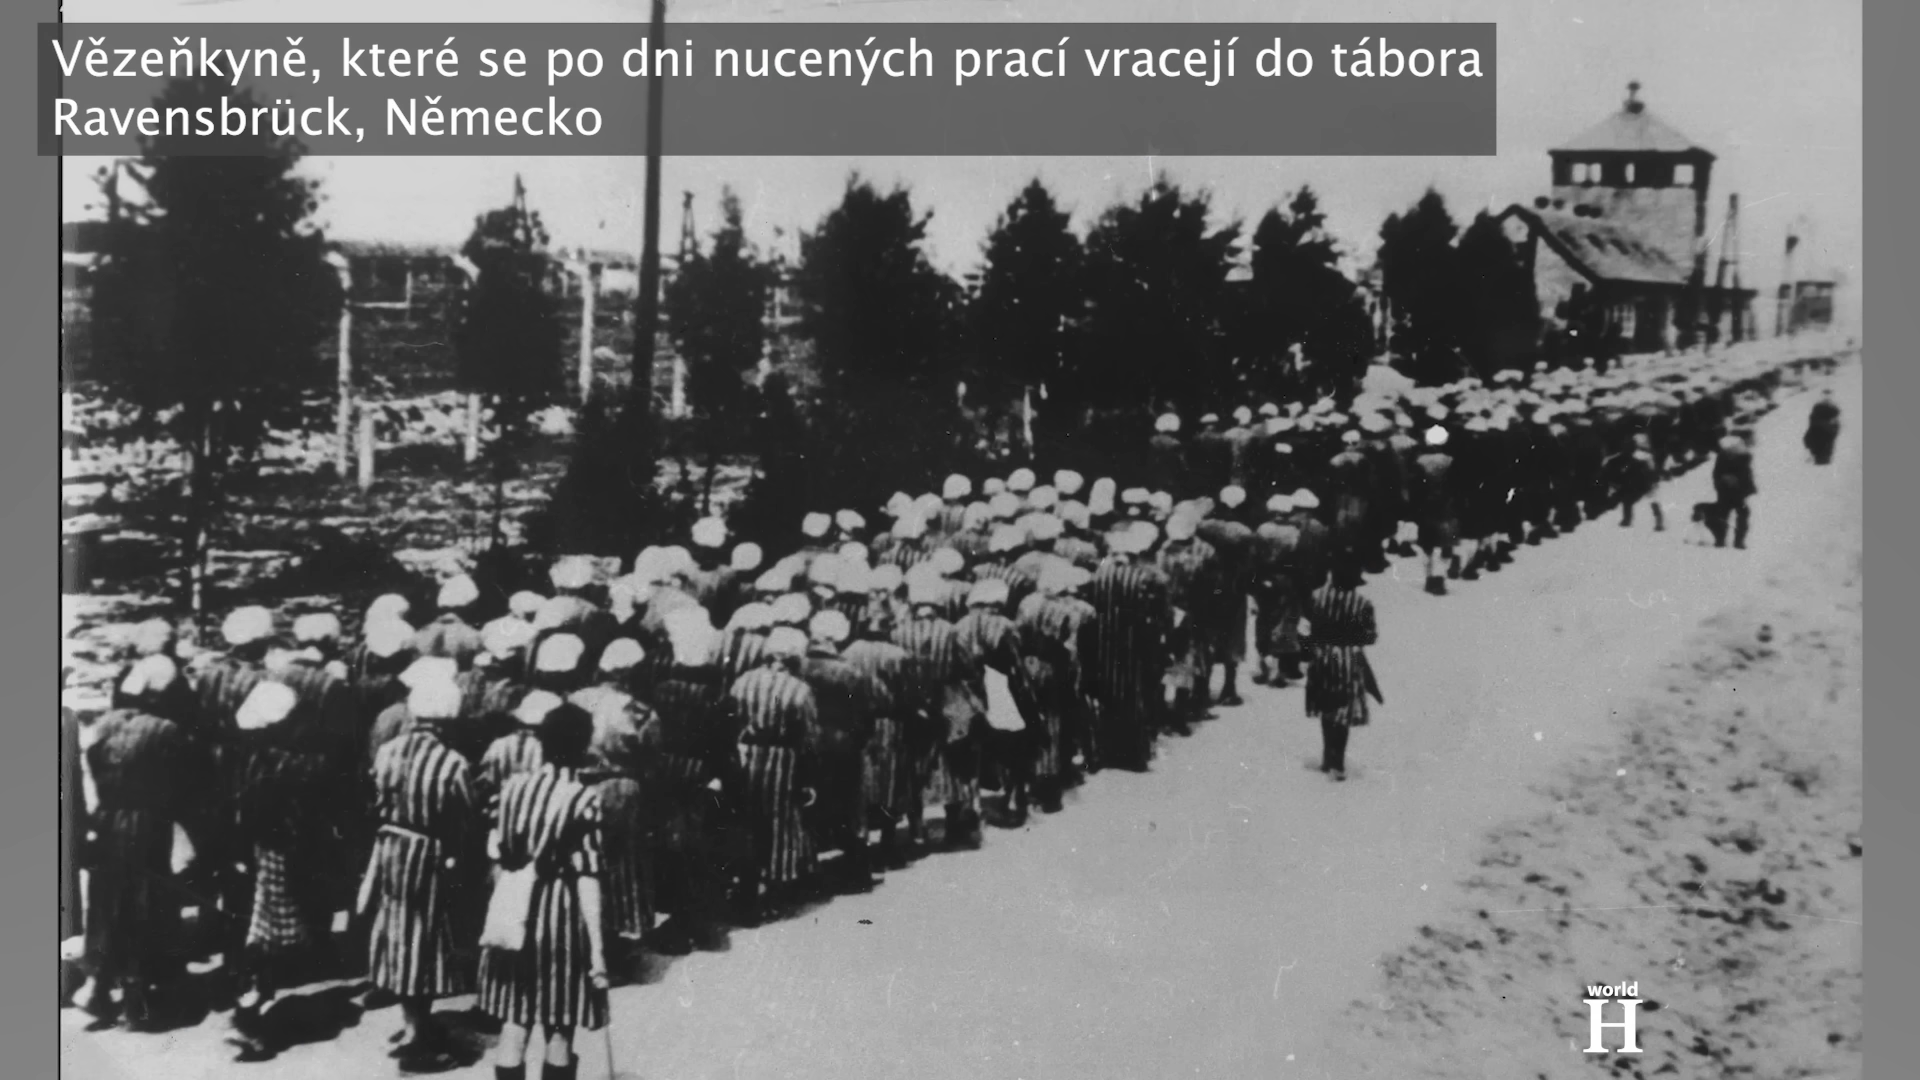 Vězeňkyně, které se po dni nucených prací vracejí do tábora
Ravensbrück, Německo
world
H